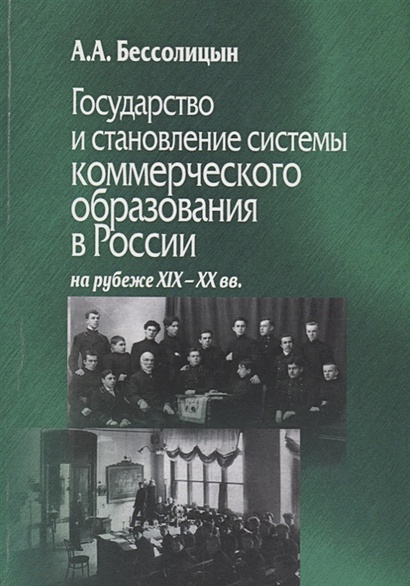 А.А. Бессолицын
Государство
и становление системы
коммерческого
образования
в России
на рубеже XIX – XX вв.